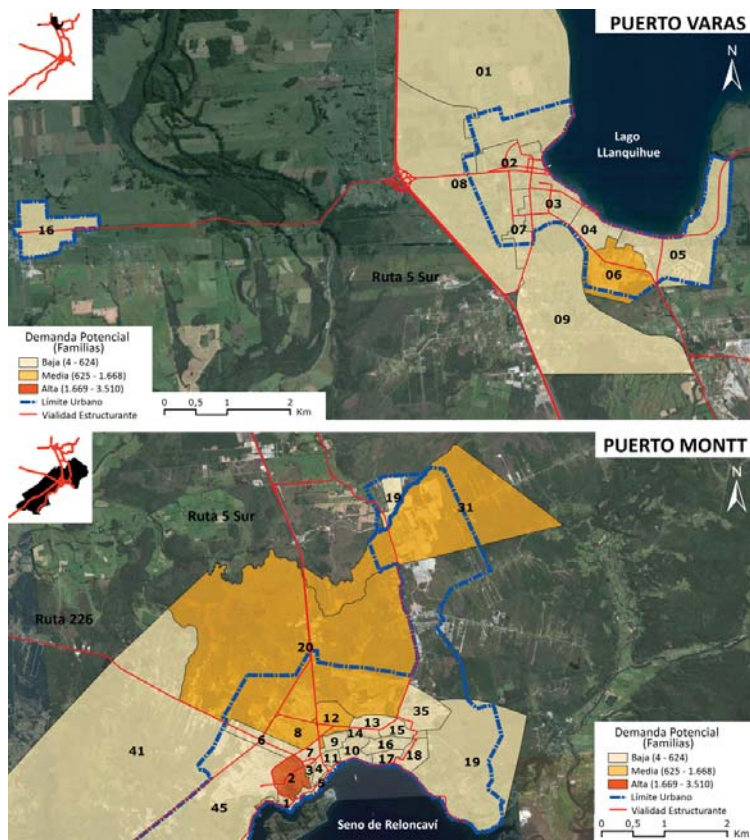 PUERTO VARAS
N
01
Lago
LLanquihue
02
08
16
03
04
07
05
06
Ruta 5 Sur
09
Demanda Potencial
(Familias)
Baja (4 - 624)
Media (625 - 1.668)
Alta (1.669 - 3.510)
Límite Urbano
Vialidad Estructurante
0 0,5 1 2
Km
PUERTO MONTT
N
19
31
Ruta 5 Sur
Ruta 226
20
35
12
13
8
14
15
41
6
9
16
7
10
11
17
18
19
2
3
4
5
45
1
Seno de Reloncaví
Demanda Potencial
(Familias)
Baja (4 - 624)
Media (625 - 1.668)
Alta (1.669 - 3.510)
Límite Urbano
Vialidad Estructurante
0 0,5 1 2
Km